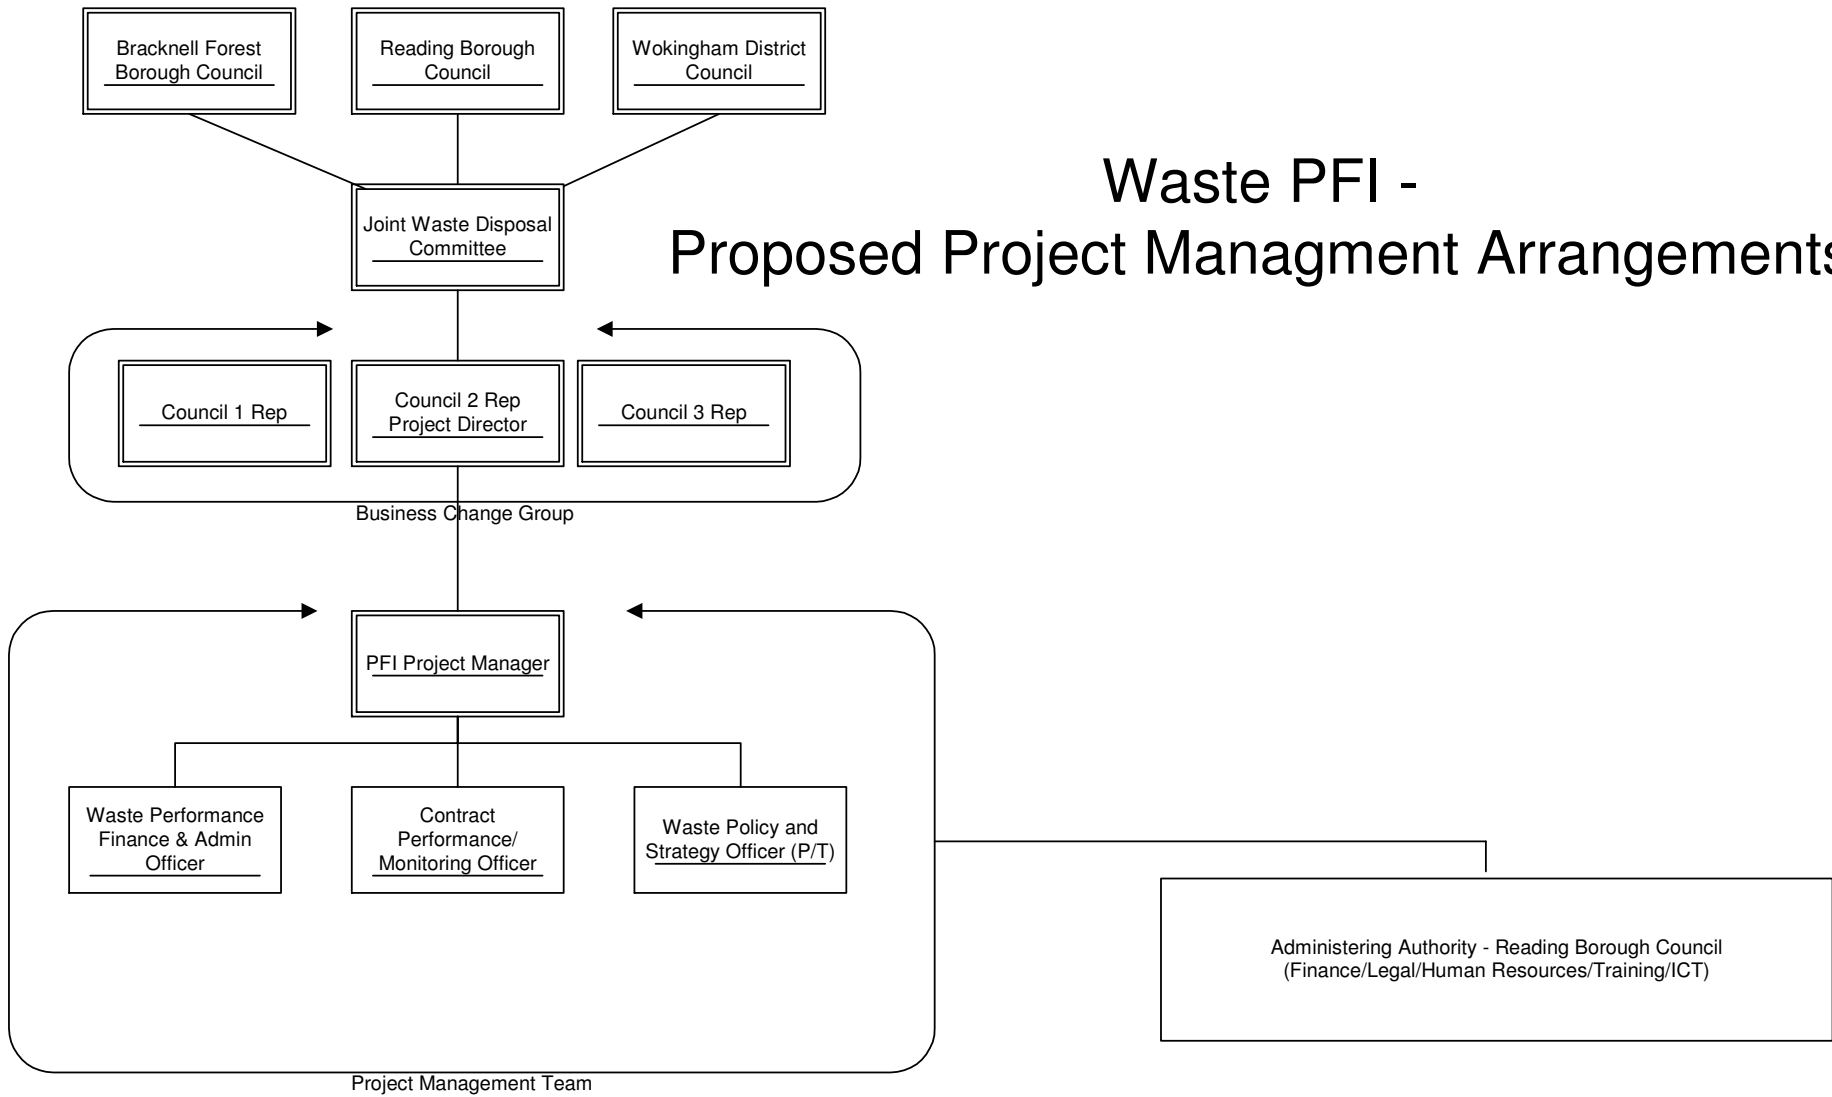 Bracknell Forest
Borough Council
Reading Borough
Council
Wokingham District
Council
Waste PFI -
Proposed Project Managment Arrangements
Joint Waste Disposal
Committee
Council 1 Rep
Council 2 Rep
Project Director
Council 3 Rep
Business Change Group
PFI Project Manager
Waste Performance
Finance & Admin
Officer
Contract
Performance/
Monitoring Officer
Waste Policy and
Strategy Officer (P/T)
Administering Authority - Reading Borough Council
(Finance/Legal/Human Resources/Training/ICT)
Project Management Team